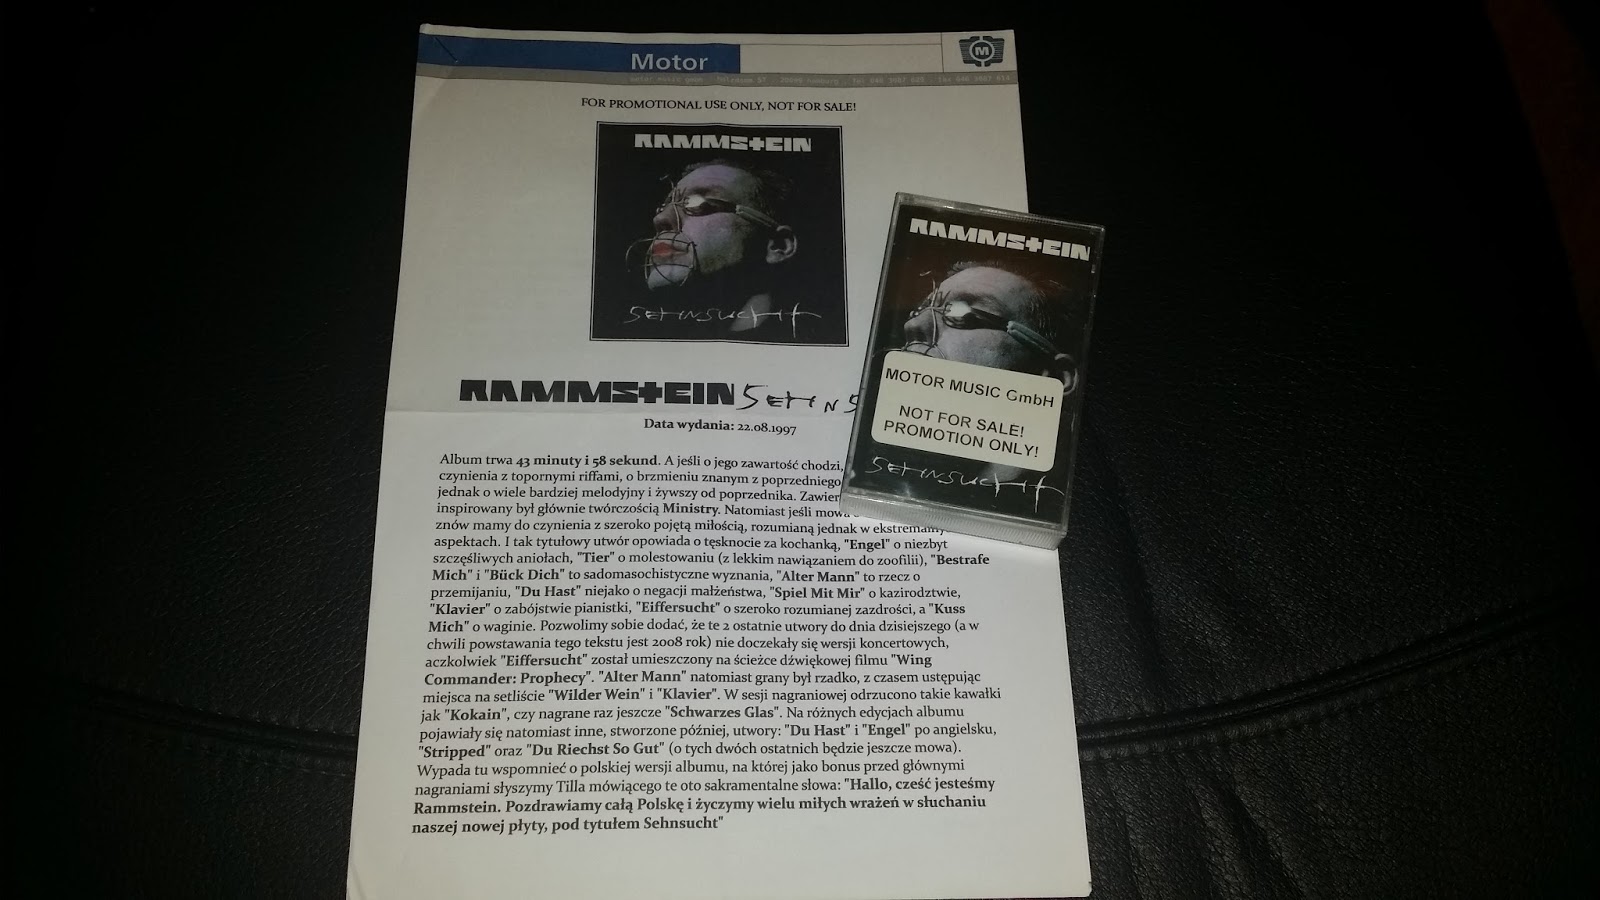 Motor
M
FOR PROMOTIONAL USE ONLY, NOT FOR SALE!
RAMMSTEIN
SEHNSUCHT
RAMMSTEIN SEHNS
Data wydania: 22.08.1997
Album trwa 43 minuty i 58 sekund. A jeśli o jego zawartość chodzi,
czynienia z topornymi riffami, o brzmieniu znanym z poprzedniego
jednak o wiele bardziej melodyjny i żywszy od poprzednika.
inspirowany był głównie twórczością Ministry. Natomiast jeśli mowa
znów mamy do czynienia z szeroko pojętą miłością, rozumianą jednak w
aspektach. I tak tytułowy utwór opowiada o tęsknocie za kochanką, "Engel" o niezbyt
szczęśliwych aniołach, "Tier" o molestowaniu (z lekkim nawiązaniem do zoofilii), "Bestrafe
Mich" i "Bück Dich" to sadomasochistyczne wyznania, "Alter Mann" to rzecz o
przemijaniu, "Du Hast" niejako o negacji małżeństwa, "Spiel Mit Mir" o kazirodztwie,
"Klavier" o zabójstwie pianistki, "Eiffersucht" o szeroko rozumianej zazdrości, a "Kuss
Mich" o waginie. Pozwolimy sobie dodać, że te 2 ostatnie utwory do dnia dzisiejszego (a w
chwili powstawania tego tekstu jest 2008 rok) nie doczekały się wersji koncertowych,
aczkolwiek "Eiffersucht" został umieszczony na ścieżce dźwiękowej filmu "Wing
Commander: Prophecy". "Alter Mann" natomiast grany był rzadko, z czasem ustępując
miejsca na setliście "Wilder Wein" i "Klavier". W sesji nagraniowej odrzucono takie kawałki
jak "Kokain", czy nagrane raz jeszcze "Schwarzes Glas". Na różnych edycjach albumu
pojawiały się natomiast inne, stworzone później, utwory: "Du Hast" i "Engel" po angielsku,
"Stripped" oraz "Du Riechst So Gut" (o tych dwóch ostatnich będzie jeszcze mowa).
Wypada tu wspomnieć o polskiej wersji albumu, na której jako bonus przed głównymi
nagraniami słyszymy Tilla mówiącego te oto sakramentalne słowa: "Hallo, cześć jesteśmy
Rammstein. Pozdrawiamy całą Polskę i życzymy wielu miłych wrażeń w słuchaniu
naszej nowej płyty, pod tytułem Sehnsucht"
RAMMSTEIN
MOTOR MUSIC GmbH
NOT FOR SALE!
PROMOTION ONLY!
SEHNSUCHT